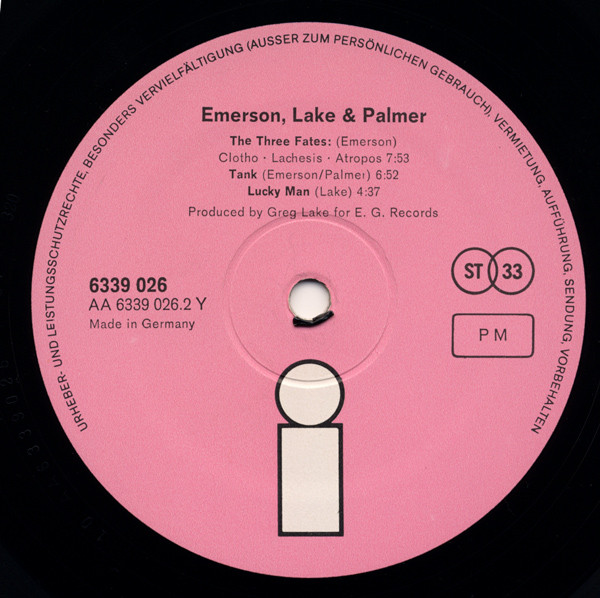 URHEBER- UND LEISTUNGSSCHUTZRECHTE, BESONDERS VERVIELFÄLTIGUNG (AUSSER ZUM PERSÖNLICHEN GEBRAUCH), VERMIETUNG, AUFFÜHRUNG, SENDUNG, VORBEHALTEN
Emerson, Lake & Palmer
The Three Fates: (Emerson)
Clotho · Lachesis · Atropos 7:53
Tank (Emerson/Palmer) 6:52
Lucky Man (Lake) 4:37
Produced by Greg Lake for E. G. Records
6339 026
AA 6339 026.2 Y
Made in Germany
ST 33
PM
i